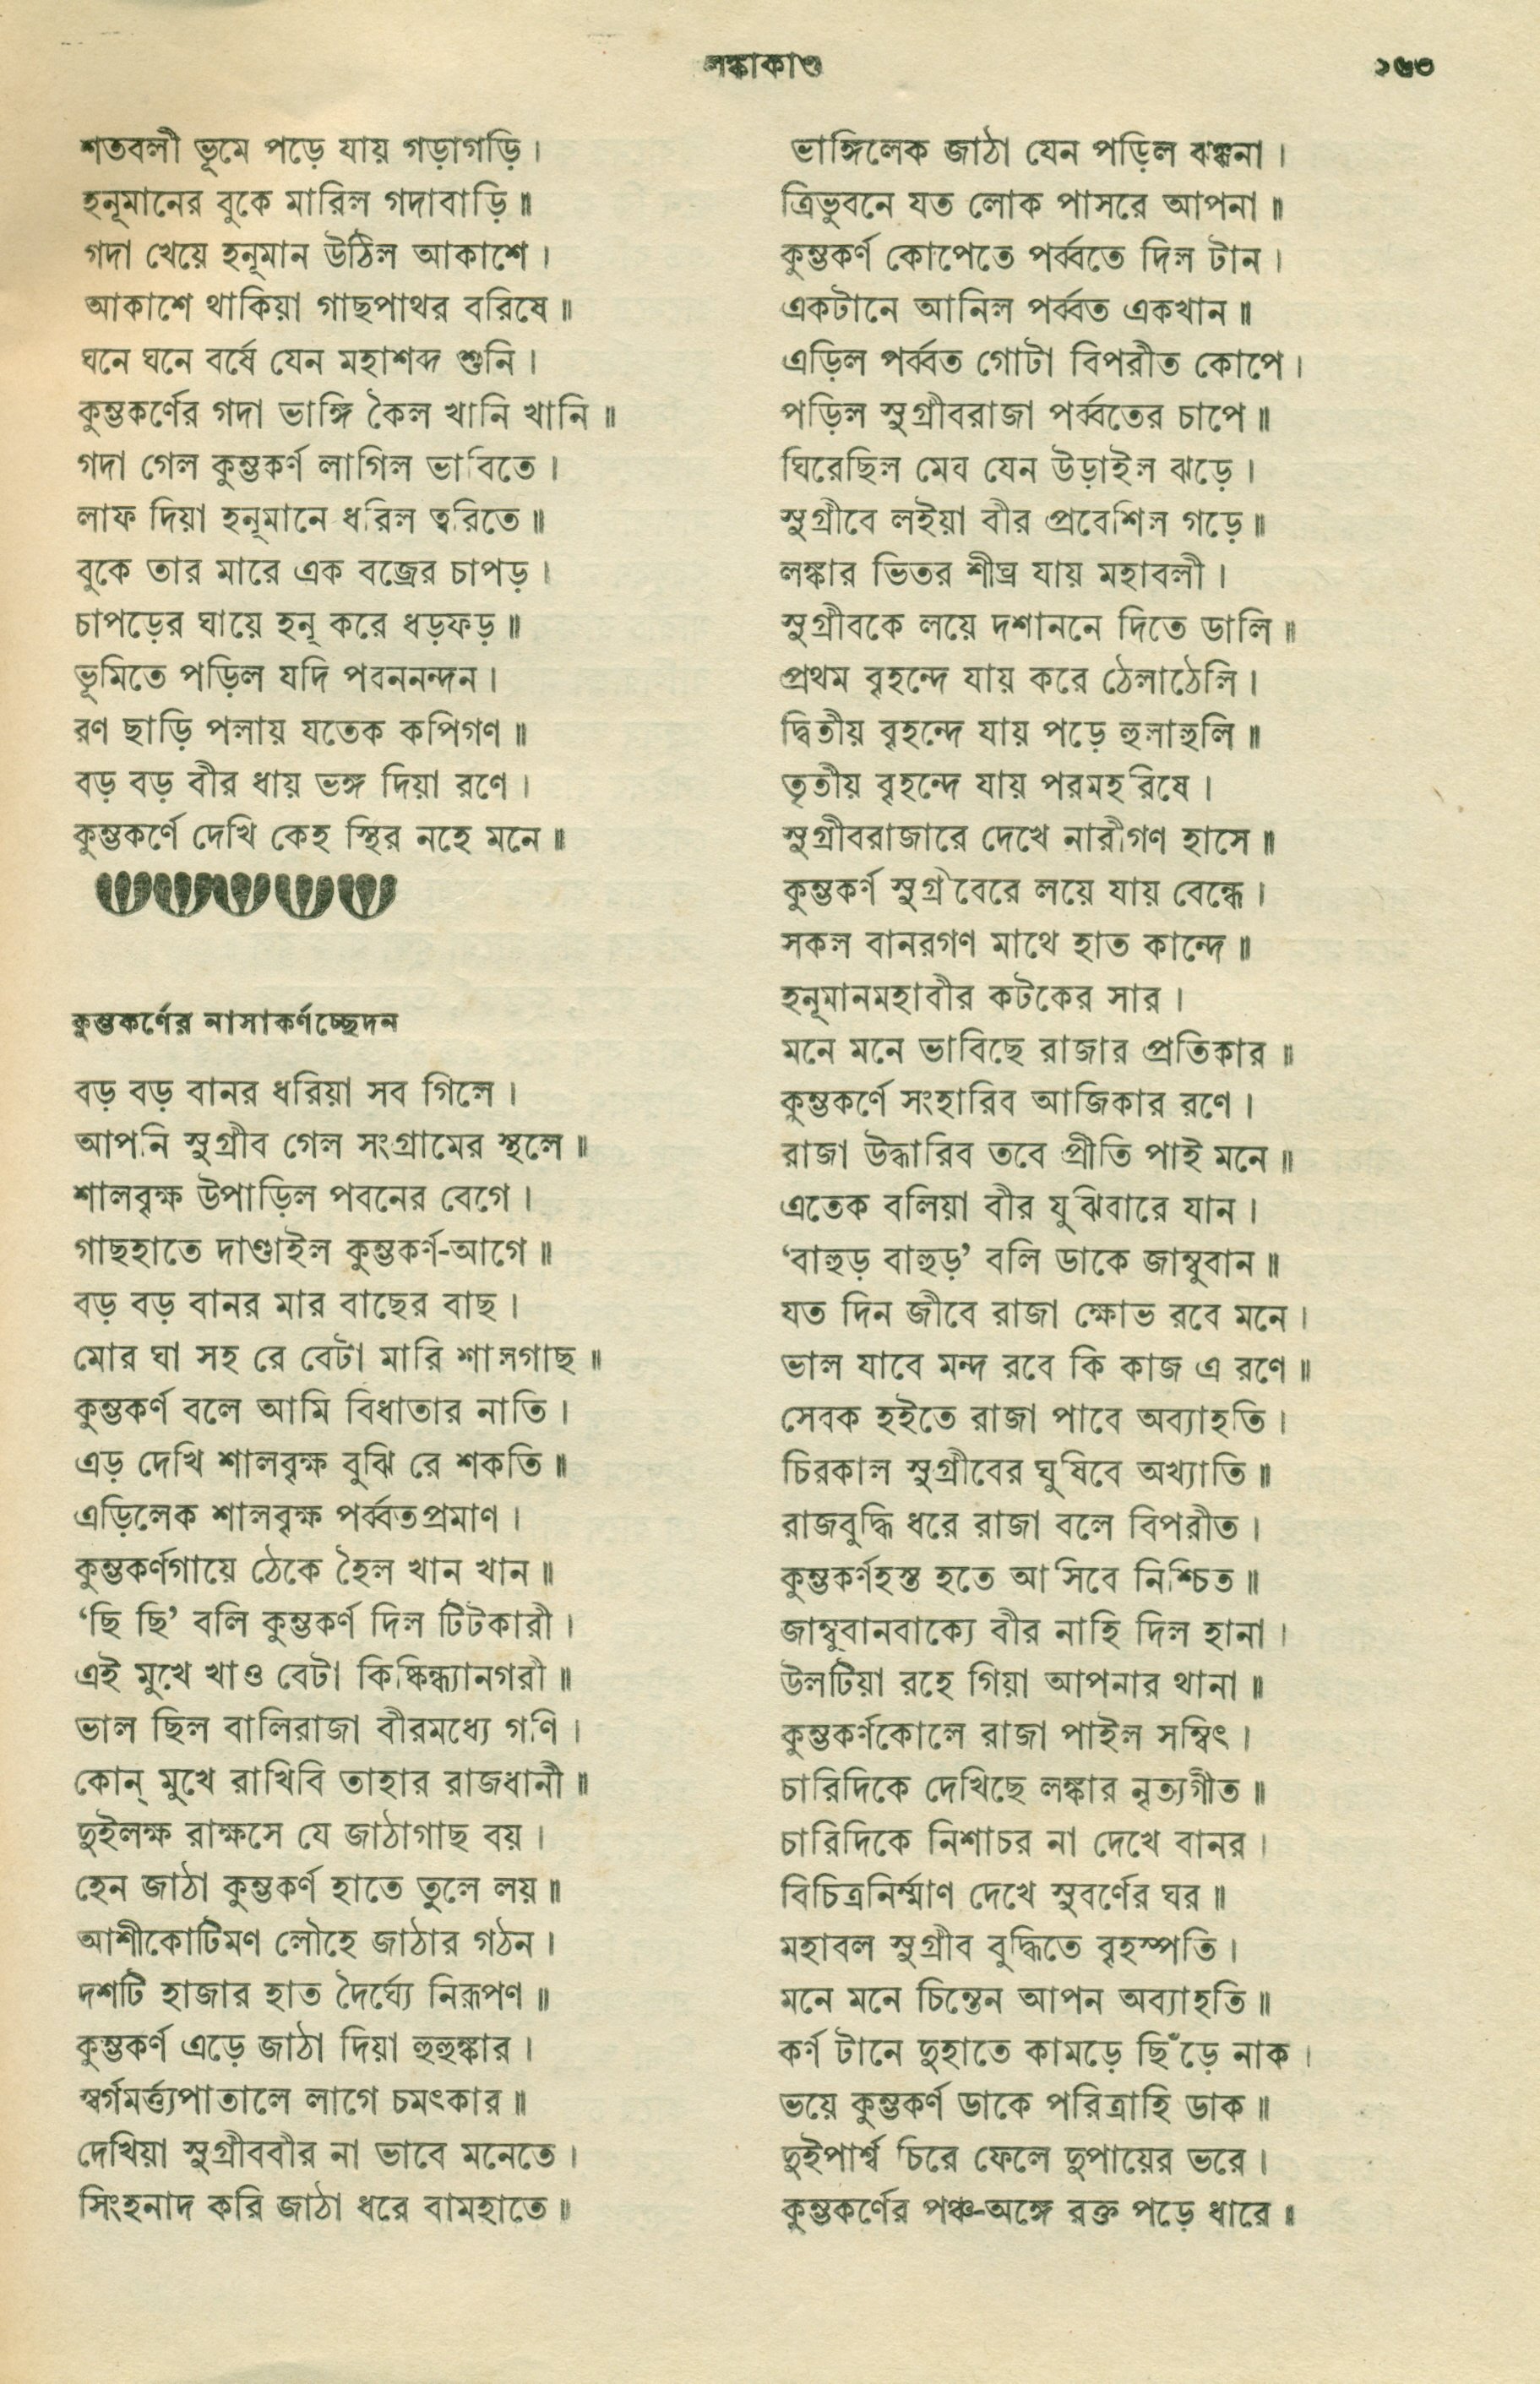 লঙ্কাকাণ্ড
১৬৩
শতবলী ভূমে পড়ে যায় গড়াগড়ি ।
হনূমানের বুকে মারিল গদাবাড়ি ॥
গদা খেয়ে হনূমান উঠিল আকাশে ।
আকাশে থাকিয়া গাছপাথর বরিষে ॥
ঘনে ঘনে বর্ষে যেন মহাশব্দ শুনি ।
কুম্ভকর্ণের গদা ভাঙ্গি কৈল খানি খানি ॥
গদা গেল কুম্ভকর্ণ লাগিল ভাবিতে ।
লাফ দিয়া হনূমানে ধরিল ত্বরিতে ॥
বুকে তার মারে এক বজ্রের চাপড় ।
চাপড়ের ঘায়ে হনূ করে ধড়ফড় ॥
ভূমিতে পড়িল যদি পবননন্দন ।
রণ ছাড়ি পলায় যতেক কপিগণ ॥
বড় বড় বীর ধায় ভঙ্গ দিয়া রণে ।
কুম্ভকর্ণে দেখি কেহ স্থির নহে মনে ॥
কুম্ভকর্ণের নাসাকর্ণচ্ছেদন
বড় বড় বানর ধরিয়া সব গিলে ।
আপনি সুগ্রীব গেল সংগ্রামের স্থলে ॥
শালবৃক্ষ উপাড়িল পবনের বেগে ।
গাছহাতে দাণ্ডাইল কুম্ভকর্ণ-আগে ॥
বড় বড় বানর মার বাছের বাছ ।
মোর ঘা সহ রে বেটা মারি শালগাছ ॥
কুম্ভকর্ণ বলে আমি বিধাতার নাতি ।
এড় দেখি শালবৃক্ষ বুঝি রে শকতি ॥
এড়িলেক শালবৃক্ষ পর্ব্বতপ্রমাণ ।
কুম্ভকর্ণগায়ে ঠেকে হৈল খান খান ॥
‘ছি ছি’ বলি কুম্ভকর্ণ দিল টিটকারী ।
এই মুখে খাও বেটা কিষ্কিন্ধ্যানগরী ॥
ভাল ছিল বালিরাজা বীরমধ্যে গণি ।
কোন্ মুখে রাখিবি তাহার রাজধানী ॥
দুইলক্ষ রাক্ষসে যে জাঠাগাছ বয় ।
হেন জাঠা কুম্ভকর্ণ হাতে তুলে লয় ॥
আশীকোটিমণ লৌহে জাঠার গঠন ।
দশটি হাজার হাত দৈর্ঘ্যে নিরূপণ ॥
কুম্ভকর্ণ এড়ে জাঠা দিয়া হুহুঙ্কার ।
স্বর্গমর্ত্ত্যপাতালে লাগে চমৎকার ॥
দেখিয়া সুগ্রীববীর না ভাবে মনেতে ।
সিংহনাদ করি জাঠা ধরে বামহাতে ॥
ভাঙ্গিলেক জাঠা যেন পড়িল ঝঞ্ঝনা ।
ত্রিভুবনে যত লোক পাসরে আপনা ॥
কুম্ভকর্ণ কোপেতে পর্ব্বতে দিল টান ।
একটানে আনিল পর্ব্বত একখান ॥
এড়িল পর্ব্বত গোটা বিপরীত কোপে ।
পড়িল সুগ্রীবরাজা পর্ব্বতের চাপে ॥
ঘিরেছিল মেঘ যেন উড়াইল ঝড়ে ।
সুগ্রীবে লইয়া বীর প্রবেশিল গড়ে ॥
লঙ্কার ভিতর শীঘ্র যায় মহাবলী ।
সুগ্রীবকে লয়ে দশাননে দিতে ডালি ॥
প্রথম বৃহন্দে যায় করে ঠেলাঠেলি ।
দ্বিতীয় বৃহন্দে যায় পড়ে হুলাহুলি ॥
তৃতীয় বৃহন্দে যায় পরমহরিষে ।
সুগ্রীবরাজারে দেখে নারীগণ হাসে ॥
কুম্ভকর্ণ সুগ্রীবেরে লয়ে যায় বেন্ধে ।
সকল বানরগণ মাথে হাত কান্দে ॥
হনূমানমহাবীর কটকের সার ।
মনে মনে ভাবিছে রাজার প্রতিকার ॥
কুম্ভকর্ণে সংহারিব আজিকার রণে ।
রাজা উদ্ধারিব তবে প্রীতি পাই মনে ॥
এতেক বলিয়া বীর যুঝিবারে যান ।
‘বাহুড় বাহুড়’ বলি ডাকে জাম্বুবান ॥
যত দিন জীবে রাজা ক্ষোভ রবে মনে ।
ভাল যাবে মন্দ রবে কি কাজ এ রণে ॥
সেবক হইতে রাজা পাবে অব্যাহতি ।
চিরকাল সুগ্রীবের ঘুষিবে অখ্যাতি ॥
রাজবুদ্ধি ধরে রাজা বলে বিপরীত ।
কুম্ভকর্ণহস্ত হতে আসিবে নিশ্চিত ॥
জাম্বুবানবাক্যে বীর নাহি দিল হানা ।
উলটিয়া রহে গিয়া আপনার থানা ॥
কুম্ভকর্ণকোলে রাজা পাইল সম্বিৎ ।
চারিদিকে দেখিছে লঙ্কার নৃত্যগীত ॥
চারিদিকে নিশাচর না দেখে বানর ।
বিচিত্রনির্ম্মাণ দেখে সুবর্ণের ঘর ॥
মহাবল সুগ্রীব বুদ্ধিতে বৃহস্পতি ।
মনে মনে চিন্তেন আপন অব্যাহতি ॥
কর্ণ টানে দুহাতে কামড়ে ছিঁড়ে নাক ।
ভয়ে কুম্ভকর্ণ ডাকে পরিত্রাহি ডাক ॥
দুইপার্শ্ব চিরে ফেলে দুপায়ের ভরে ।
কুম্ভকর্ণের পঞ্চ-অঙ্গে রক্ত পড়ে ধারে ॥